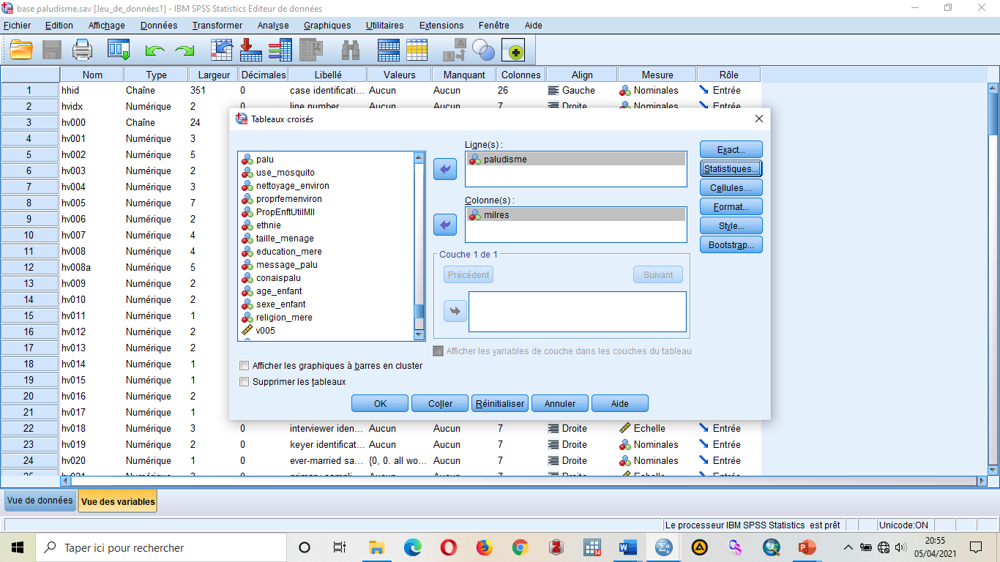 base paludisme.sav [Jeu_de_données1] - IBM SPSS Statistics Editeur de données
Fichier Edition Affichage Données Transformer Analyse Graphiques Utilitaires Extensions Fenêtre Aide
Nom Type Largeur Décimales Libellé Valeurs Manquant Colonnes Align Mesure Rôle
1 hhid Chaîne 351 0 case identificati... Aucun Aucun 26 Gauche Nominales Entrée
2 hvidx Numérique 2 0 line number Aucun Aucun 7 Droite Nominales Entrée
3 hv000 Chaîne 24
4 hv001 Numérique 3
5 hv002 Numérique 5
6 hv003 Numérique 2
7 hv004 Numérique 3
8 hv005 Numérique 7
9 hv006 Numérique 2
10 hv007 Numérique 4
11 hv008 Numérique 4
12 hv008a Numérique 5
13 hv009 Numérique 2
14 hv010 Numérique 2
15 hv011 Numérique 1
16 hv012 Numérique 2
17 hv013 Numérique 2
18 hv014 Numérique 1
19 hv015 Numérique 1
20 hv016 Numérique 2
21 hv017 Numérique 1
22 hv018 Numérique 3 0 interviewer iden... Aucun Aucun 7 Droite Echelle Entrée
23 hv019 Numérique 2 0 keyer identificat... Aucun Aucun 7 Droite Nominales Entrée
24 hv020 Numérique 1 0 ever-married sa... {0, 0. all wo... Aucun 7 Droite Nominales Entrée
Tableaux croisés
palu
use_mosquito
nettoyage_environ
proprfemenviron
PropEnftUtilMII
ethnie
taille_menage
education_mere
message_palu
conaispalu
age_enfant
sexe_enfant
religion_mere
v005
Ligne(s) :
paludisme
Colonne(s) :
milres
Couche 1 de 1
Précédent Suivant
Exact...
Statistiques...
Cellules...
Format...
Style...
Bootstrap...
Afficher les variables de couche dans les couches du tableau
Afficher les graphiques à barres en cluster
Supprimer les tableaux
OK Coller Réinitialiser Annuler Aide
Vue de données Vue des variables
Le processeur IBM SPSS Statistics est prêt Unicode:ON
Taper ici pour rechercher
14
20:55
05/04/2021